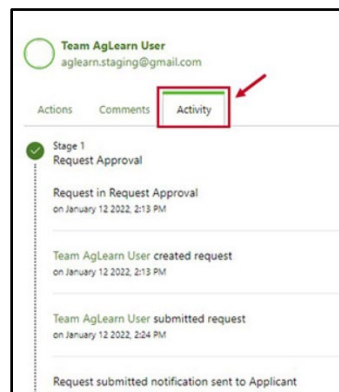 Team AgLearn User
aglearn.staging@gmail.com
Actions Comments Activity
Stage 1
Request Approval
Request in Request Approval
on January 12 2022, 2:13 PM
Team AgLearn User created request
on January 12 2022, 2:13 PM
Team AgLearn User submitted request
on January 12 2022, 2:24 PM
Request submitted notification sent to Applicant